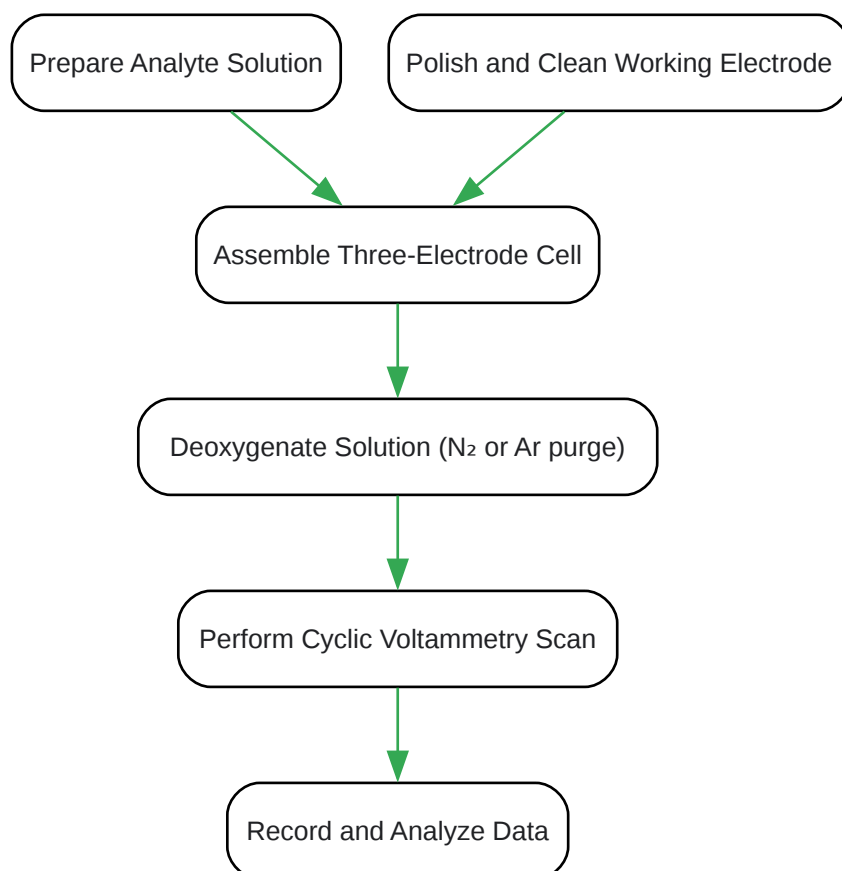 Prepare Analyte Solution
Polish and Clean Working Electrode
Assemble Three-Electrode Cell
Deoxygenate Solution (N₂ or Ar purge)
Perform Cyclic Voltammetry Scan
Record and Analyze Data